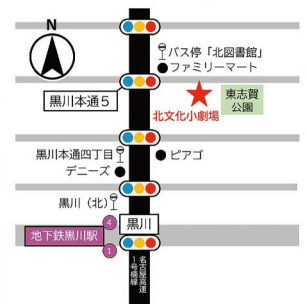 N
バス停「北図書館」
ファミリーマート
黒川本通5
北文化小劇場
東志賀
公園
黒川本通四丁目
ピアゴ
デニーズ
黒川（北）
4
黒川
地下鉄黒川駅
1
名古屋高速
1号楠線